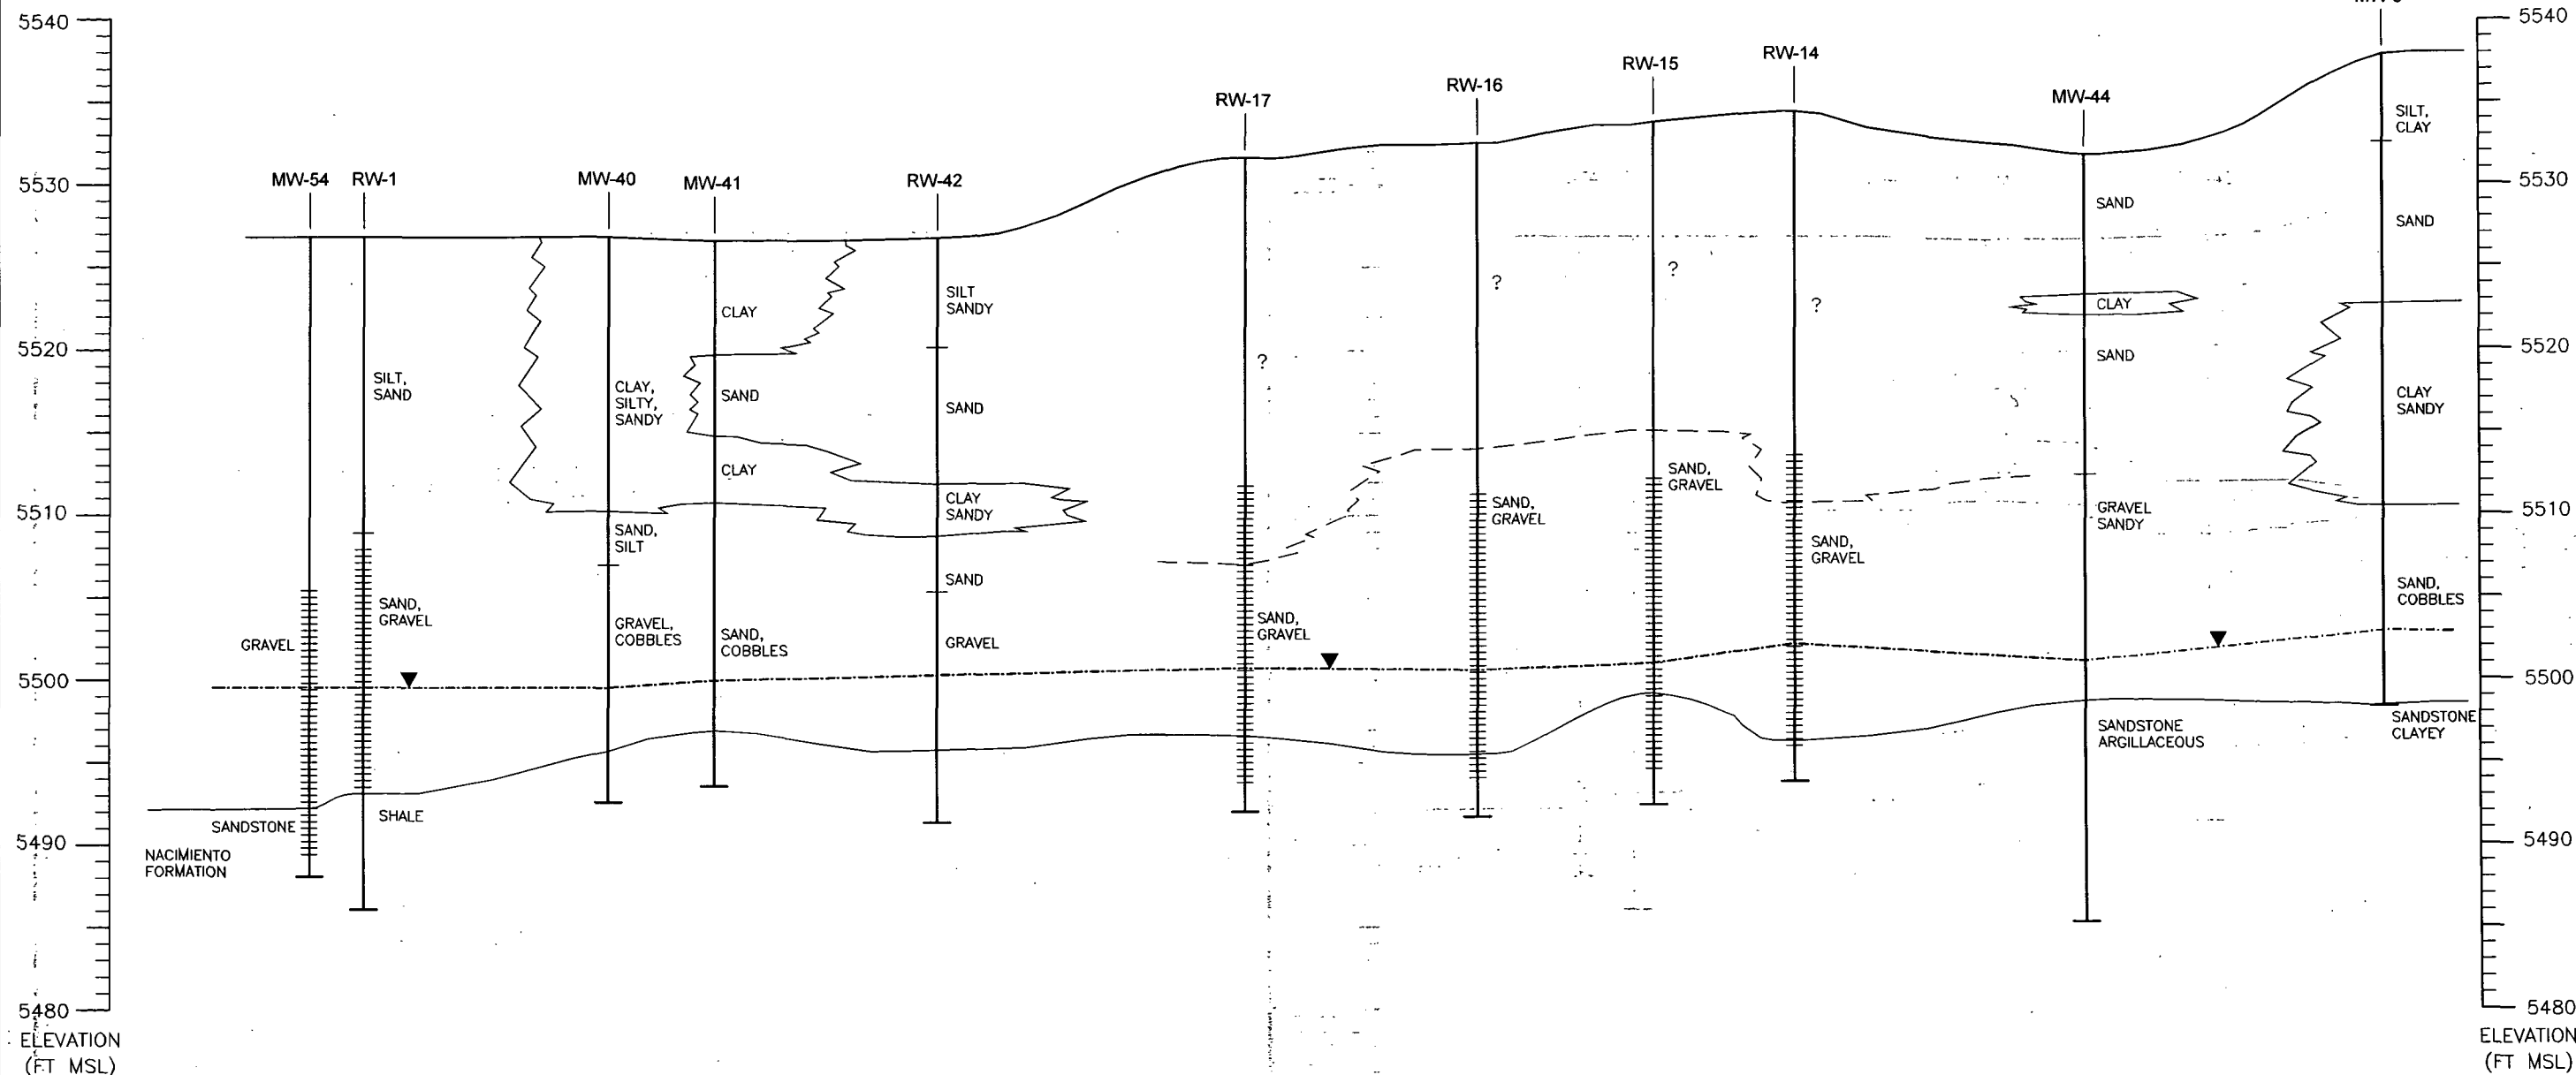 5540
5530
5520
5510
5500
5490
5480
ELEVATION
(FT MSL)
MW-54
RW-1
MW-40
MW-41
RW-42
RW-17
RW-16
RW-15
RW-14
MW-44
GRAVEL
SANDSTONE
NACIMIENTO
FORMATION
SILT,
SAND
SAND,
GRAVEL
SHALE
CLAY,
SILTY,
SANDY
SAND,
SILT
GRAVEL,
COBBLES
CLAY
SAND
CLAY
SAND,
COBBLES
SILT
SANDY
SAND
CLAY
SANDY
SAND
GRAVEL
?
SAND,
GRAVEL
?
SAND,
GRAVEL
?
SAND,
GRAVEL
?
SAND,
GRAVEL
SAND
CLAY
SAND
GRAVEL
SANDY
SANDSTONE
ARGILLACEOUS
SILT,
CLAY
SAND
CLAY
SANDY
SAND,
COBBLES
SANDSTONE
CLAYEY
5540
5530
5520
5510
5500
5490
5480
ELEVATION
(FT MSL)